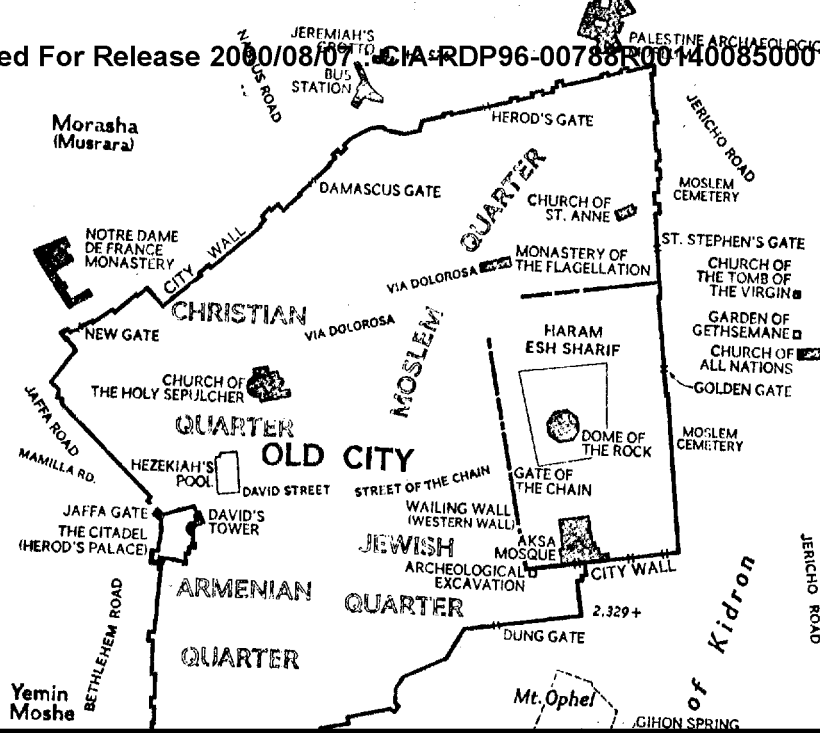 JEREMIAH'S
GROTTO
ed For Release 2000/08/07 : CIA-RDP96-00788R00140085000
PALESTINE ARCHAEOLOGIC
BUS
STATION
ROAD
HEROD'S GATE
JERICHO ROAD
Morasha
(Musrara)
DAMASCUS GATE
QUARTER
CHURCH OF
ST. ANNE
MOSLEM
CEMETERY
NOTRE DAME
DE FRANCE
MONASTERY
CITY WALL
ST. STEPHEN'S GATE
MONASTERY OF
THE FLAGELLATION
VIA DOLOROSA
CHURCH OF
THE TOMB OF
THE VIRGIN
CHRISTIAN
VIA DOLOROSA
NEW GATE
MOSLEM
HARAM
ESH SHARIF
GARDEN OF
GETHSEMANE
CHURCH OF
ALL NATIONS
GOLDEN GATE
CHURCH OF
THE HOLY SEPULCHER
JAFFA ROAD
QUARTER
MAMILLA RD.
OLD CITY
DOME OF
THE ROCK
MOSLEM
CEMETERY
HEZEKIAH'S
POOL
DAVID STREET
STREET OF THE CHAIN
GATE OF
THE CHAIN
JAFFA GATE
THE CITADEL
(HEROD'S PALACE)
DAVID'S
TOWER
WAILING WALL
(WESTERN WALL)
JEWISH
AKSA
MOSQUE
ARCHEOLOGICAL
EXCAVATION
CITY WALL
JERICHO ROAD
ARMENIAN
QUARTER
2,329+
BETHLEHEM ROAD
DUNG GATE
of Kidron
QUARTER
Yemin
Moshe
Mt. Ophel
GIHON SPRING